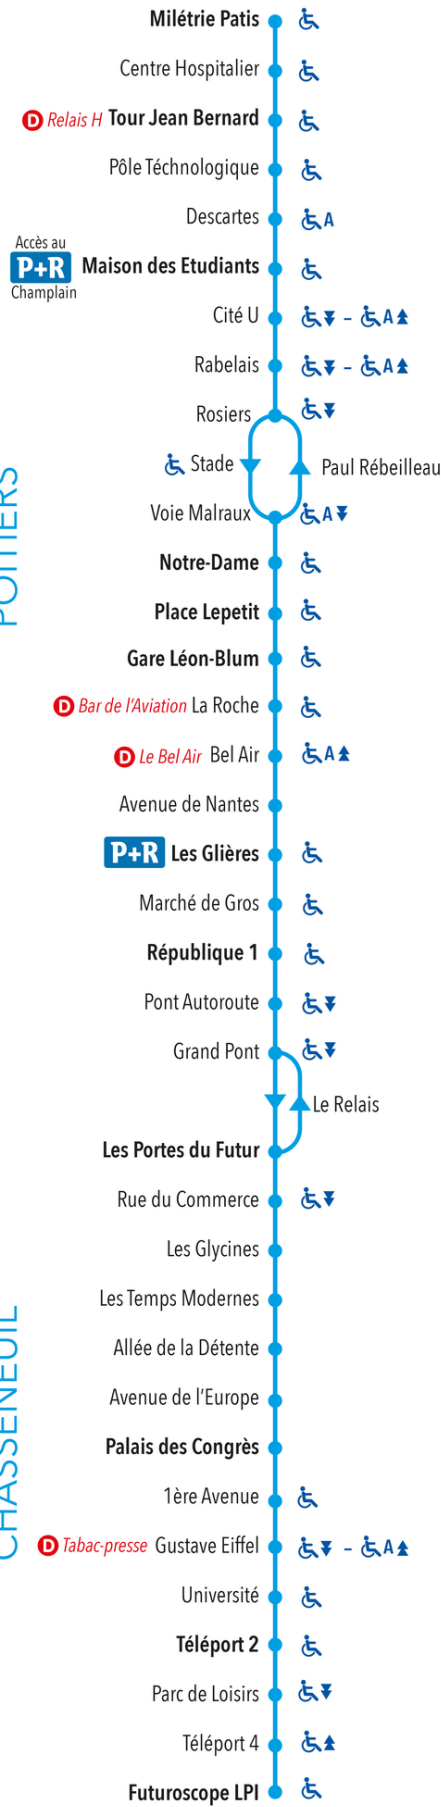 Milétrie Patis
Centre Hospitalier
D Relais H Tour Jean Bernard
Pôle Téchnologique
Descartes A
Accès au
P+R Maison des Etudiants
Champlain
Cité U - A
Rabelais - A
Rosiers
Stade Paul Rébeilleau
Voie Malraux A
POITIERS
Notre-Dame
Place Lepetit
Gare Léon-Blum
D Bar de l'Aviation La Roche
D Le Bel Air Bel Air A
Avenue de Nantes
P+R Les Glières
Marché de Gros
République 1
Pont Autoroute
Grand Pont
Le Relais
Les Portes du Futur
Rue du Commerce
Les Glycines
Les Temps Modernes
Allée de la Détente
Avenue de l'Europe
CHASSENEUIL
Palais des Congrès
1ère Avenue
D Tabac-presse Gustave Eiffel - A
Université
Téléport 2
Parc de Loisirs
Téléport 4
Futuroscope LPI